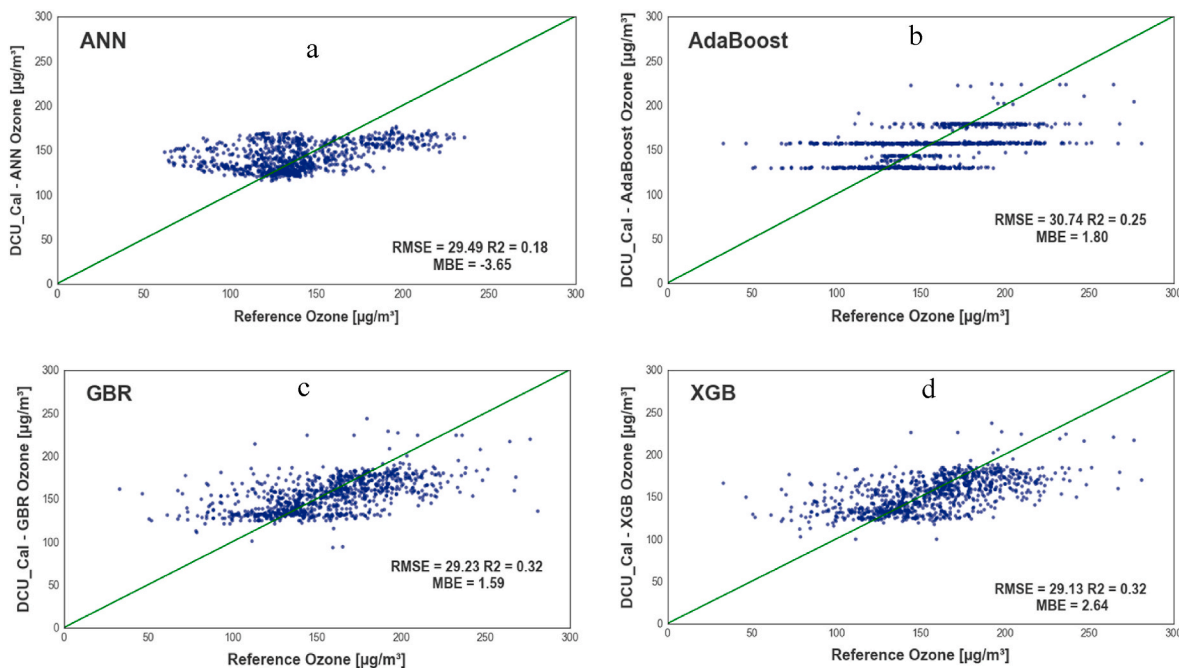 ANN
a
DCU_Cal - ANN Ozone [µg/m³]
300
250
200
150
100
50
0
RMSE = 29.49 R2 = 0.18
MBE = -3.65
0 50 100 150 200 250 300
Reference Ozone [µg/m³]
AdaBoost
b
DCU_Cal - AdaBoost Ozone [µg/m³]
300
250
200
150
100
50
0
RMSE = 30.74 R2 = 0.25
MBE = 1.80
0 50 100 150 200 250 300
Reference Ozone [µg/m³]
GBR
c
DCU_Cal - GBR Ozone [µg/m³]
300
250
200
150
100
50
0
RMSE = 29.23 R2 = 0.32
MBE = 1.59
0 50 100 150 200 250 300
Reference Ozone [µg/m³]
XGB
d
DCU_Cal - XGB Ozone [µg/m³]
300
250
200
150
100
50
0
RMSE = 29.13 R2 = 0.32
MBE = 2.64
0 50 100 150 200 250 300
Reference Ozone [µg/m³]